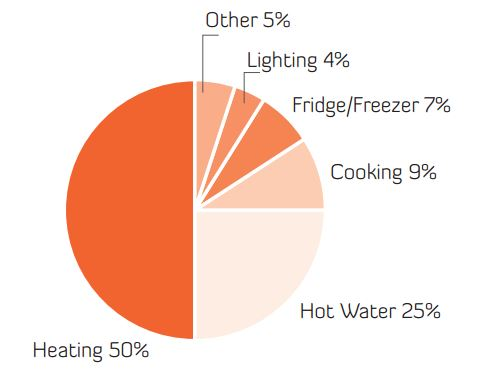 Other 5%
Lighting 4%
Fridge/Freezer 7%
Cooking 9%
Hot Water 25%
Heating 50%